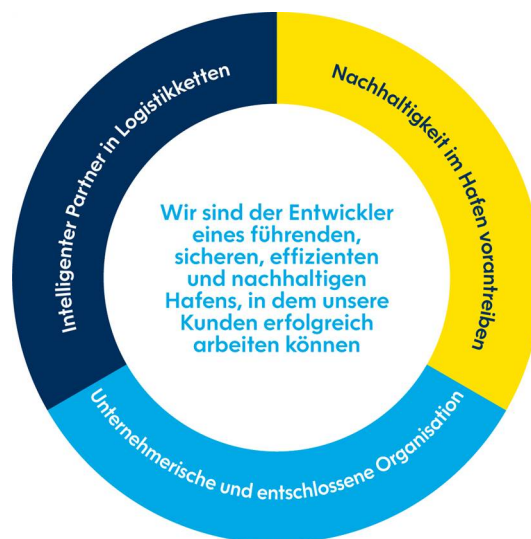 Intelligenter Partner in Logistikketten
Nachhaltigkeit im Hafen vorantreiben
Wir sind der Entwickler
eines führenden,
sicheren, effizienten
und nachhaltigen
Hafens, in dem unsere
Kunden erfolgreich
arbeiten können
Unternehmerische und entschlossene Organisation